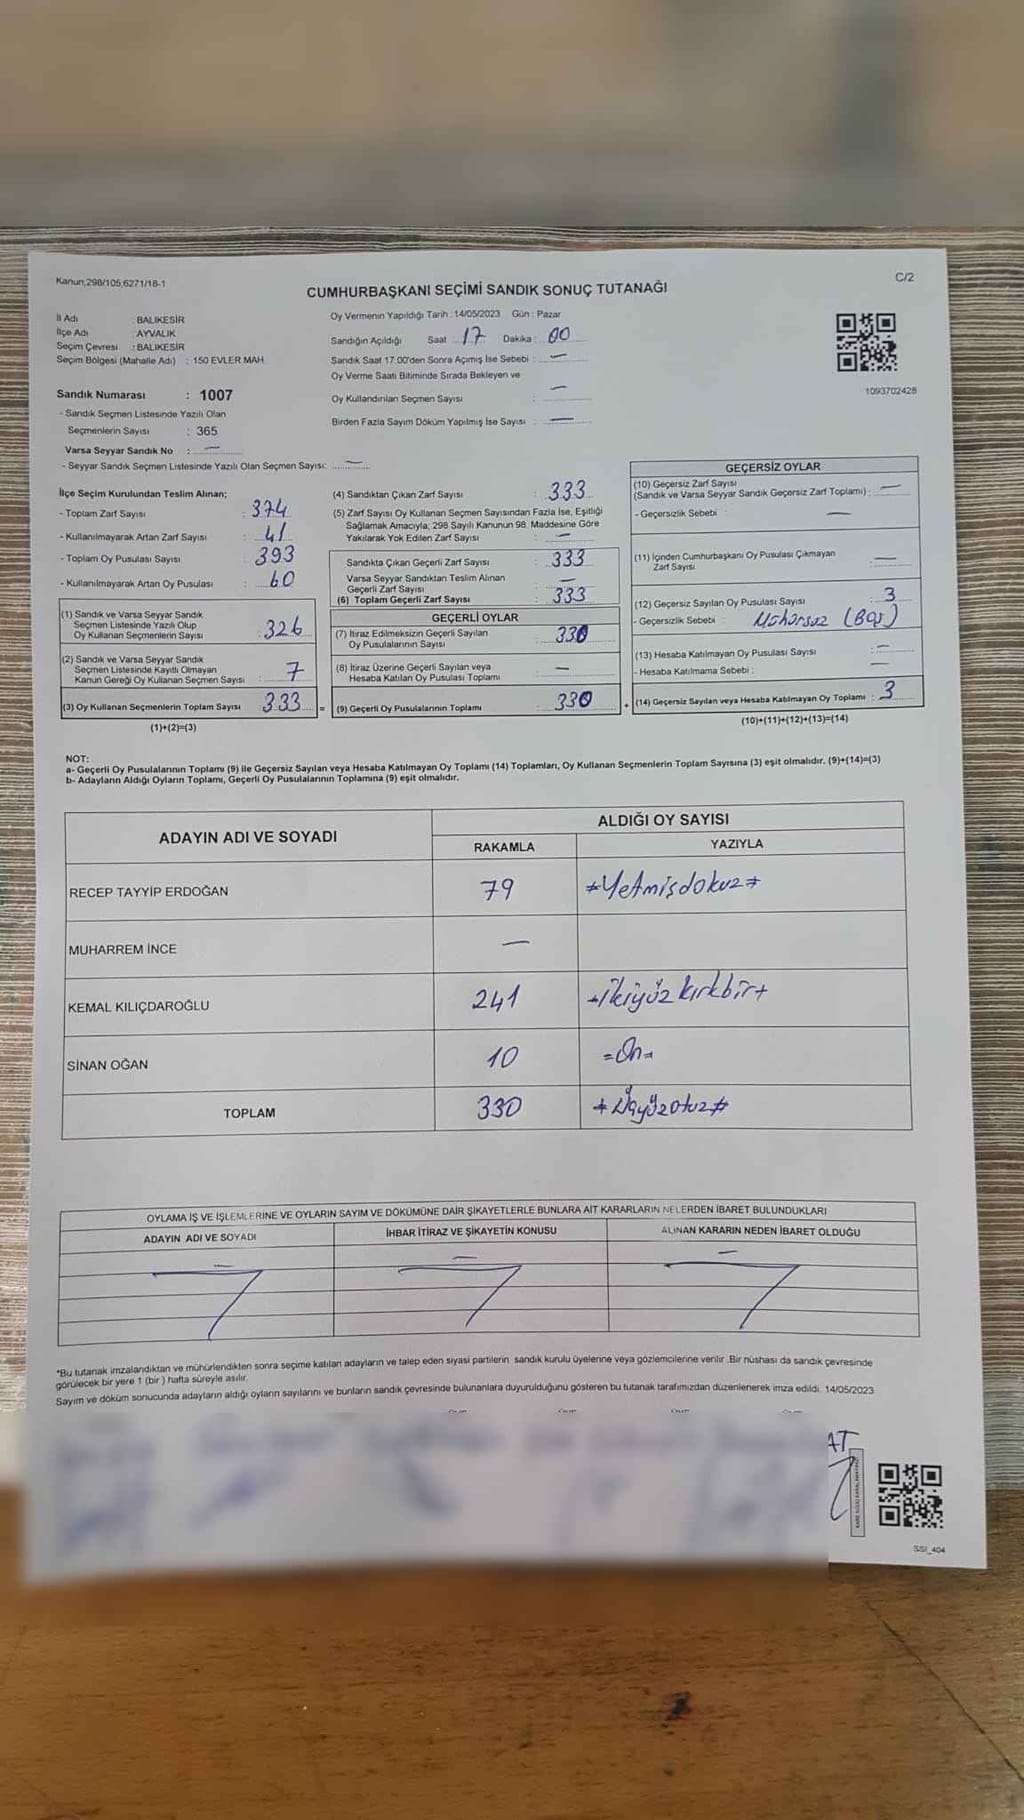 Kanun;298/105;6271/18-1
C/2
CUMHURBAŞKANI SEÇİMİ SANDIK SONUÇ TUTANAĞI
İl Adı : BALIKESİR
İlçe Adı : AYVALIK
Seçim Çevresi : BALIKESİR
Seçim Bölgesi (Mahalle Adı) : 150 EVLER MAH.
Oy Vermenin Yapıldığı Tarih : 14/05/2023 Gün : Pazar
Sandığın Açıldığı Saat 17 Dakika : 00
Sandık Saat 17:00'den Sonra Açımış İse Sebebi : —
Oy Verme Saati Bitiminde Sırada Bekleyen ve
Oy Kullandırılan Seçmen Sayısı : —
Birden Fazla Sayım Döküm Yapılmış İse Sayısı : —
1093702428
Sandık Numarası : 1007
- Sandık Seçmen Listesinde Yazılı Olan
Seçmenlerin Sayısı : 365
Varsa Seyyar Sandık No : —
- Seyyar Sandık Seçmen Listesinde Yazılı Olan Seçmen Sayısı: —
İlçe Seçim Kurulundan Teslim Alınan;
- Toplam Zarf Sayısı : 374
- Kullanılmayarak Artan Zarf Sayısı : 41
- Toplam Oy Pusulası Sayısı : 393
- Kullanılmayarak Artan Oy Pusulası : 60
(1) Sandık ve Varsa Seyyar Sandık
Seçmen Listesinde Yazılı Olup
Oy Kullanan Seçmenlerin Sayısı : 326
(2) Sandık ve Varsa Seyyar Sandık
Seçmen Listesinde Kayıtlı Olmayan
Kanun Gereği Oy Kullanan Seçmen Sayısı : 7
(3) Oy Kullanan Seçmenlerin Toplam Sayısı : 333 =
(1)+(2)=(3)
(4) Sandıktan Çıkan Zarf Sayısı : 333
(5) Zarf Sayısı Oy Kullanan Seçmen Sayısından Fazla İse, Eşitliği
Sağlamak Amacıyla; 298 Sayılı Kanunun 98. Maddesine Göre
Yakılarak Yok Edilen Zarf Sayısı : —
Sandıkta Çıkan Geçerli Zarf Sayısı : 333
Varsa Seyyar Sandıktan Teslim Alınan
Geçerli Zarf Sayısı —
(6) Toplam Geçerli Zarf Sayısı : 333
GEÇERLİ OYLAR
(7) İtiraz Edilmeksizin Geçerli Sayılan
Oy Pusulalarının Sayısı : 330
(8) İtiraz Üzerine Geçerli Sayılan veya
Hesaba Katılan Oy Pusulası Toplamı : —
(9) Geçerli Oy Pusulalarının Toplamı : 330 +
GEÇERSİZ OYLAR
(10) Geçersiz Zarf Sayısı
(Sandık ve Varsa Seyyar Sandık Geçersiz Zarf Toplamı) : —
- Geçersizlik Sebebi : —
(11) İçinden Cumhurbaşkanı Oy Pusulası Çıkmayan
Zarf Sayısı : —
(12) Geçersiz Sayılan Oy Pusulası Sayısı : 3
- Geçersizlik Sebebi : Mühürsüz (Boş)
(13) Hesaba Katılmayan Oy Pusulası Sayısı : —
- Hesaba Katılmama Sebebi : —
(14) Geçersiz Sayılan veya Hesaba Katılmayan Oy Toplamı : 3
(10)+(11)+(12)+(13)=(14)
NOT:
a- Geçerli Oy Pusulalarının Toplamı (9) ile Geçersiz Sayılan veya Hesaba Katılmayan Oy Toplamı (14) Toplamları, Oy Kullanan Seçmenlerin Toplam Sayısına (3) eşit olmalıdır. (9)+(14)=(3)
b- Adayların Aldığı Oyların Toplamı, Geçerli Oy Pusulalarının Toplamına (9) eşit olmalıdır.
ADAYIN ADI VE SOYADI
ALDIĞI OY SAYISI
RAKAMLA YAZIYLA
RECEP TAYYİP ERDOĞAN 79 #Yetmişdokuz#
MUHARREM İNCE —
KEMAL KILIÇDAROĞLU 241 #ikiyüzkırkbir#
SİNAN OĞAN 10 =On=
TOPLAM 330 #Üçyüzotuz#
OYLAMA İŞ VE İŞLEMLERİNE VE OYLARIN SAYIM VE DÖKÜMÜNE DAİR ŞİKAYETLERLE BUNLARA AİT KARARLARIN NELERDEN İBARET BULUNDUKLARI
ADAYIN ADI VE SOYADI İHBAR İTİRAZ VE ŞİKAYETİN KONUSU ALINAN KARARIN NEDEN İBARET OLDUĞU
— — —
*Bu tutanak imzalandıktan ve mühürlendikten sonra seçime katılan adayların ve talep eden siyasi partilerin sandık kurulu üyelerine veya gözlemcilerine verilir. Bir nüshası da sandık çevresinde
görülecek bir yere 1 (bir) hafta süreyle asılır.
Sayım ve döküm sonucunda adayların aldığı oyların sayılarını ve bunların sandık çevresinde bulunanlara duyurulduğunu gösteren bu tutanak tarafımızdan düzenlenerek imza edildi. 14/05/2023
AT
SSI_404